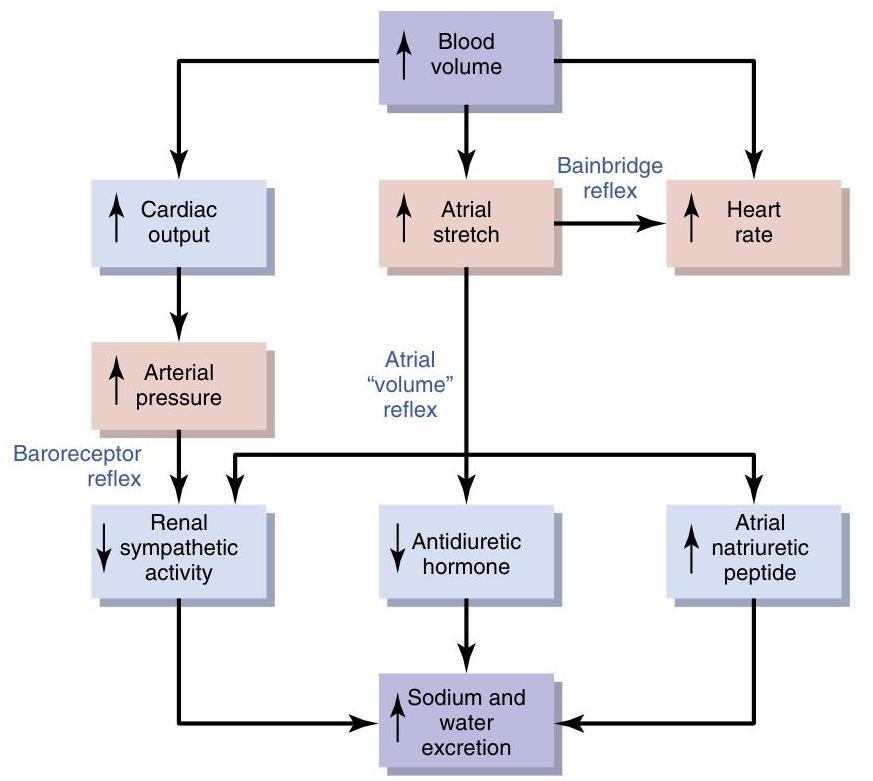 Blood
volume
Bainbridge
reflex
Cardiac
output
Atrial
stretch
Heart
rate
Arterial
pressure
Atrial
“volume”
reflex
Baroreceptor
reflex
Renal
sympathetic
activity
Antidiuretic
hormone
Atrial
natriuretic
peptide
Sodium and
water
excretion